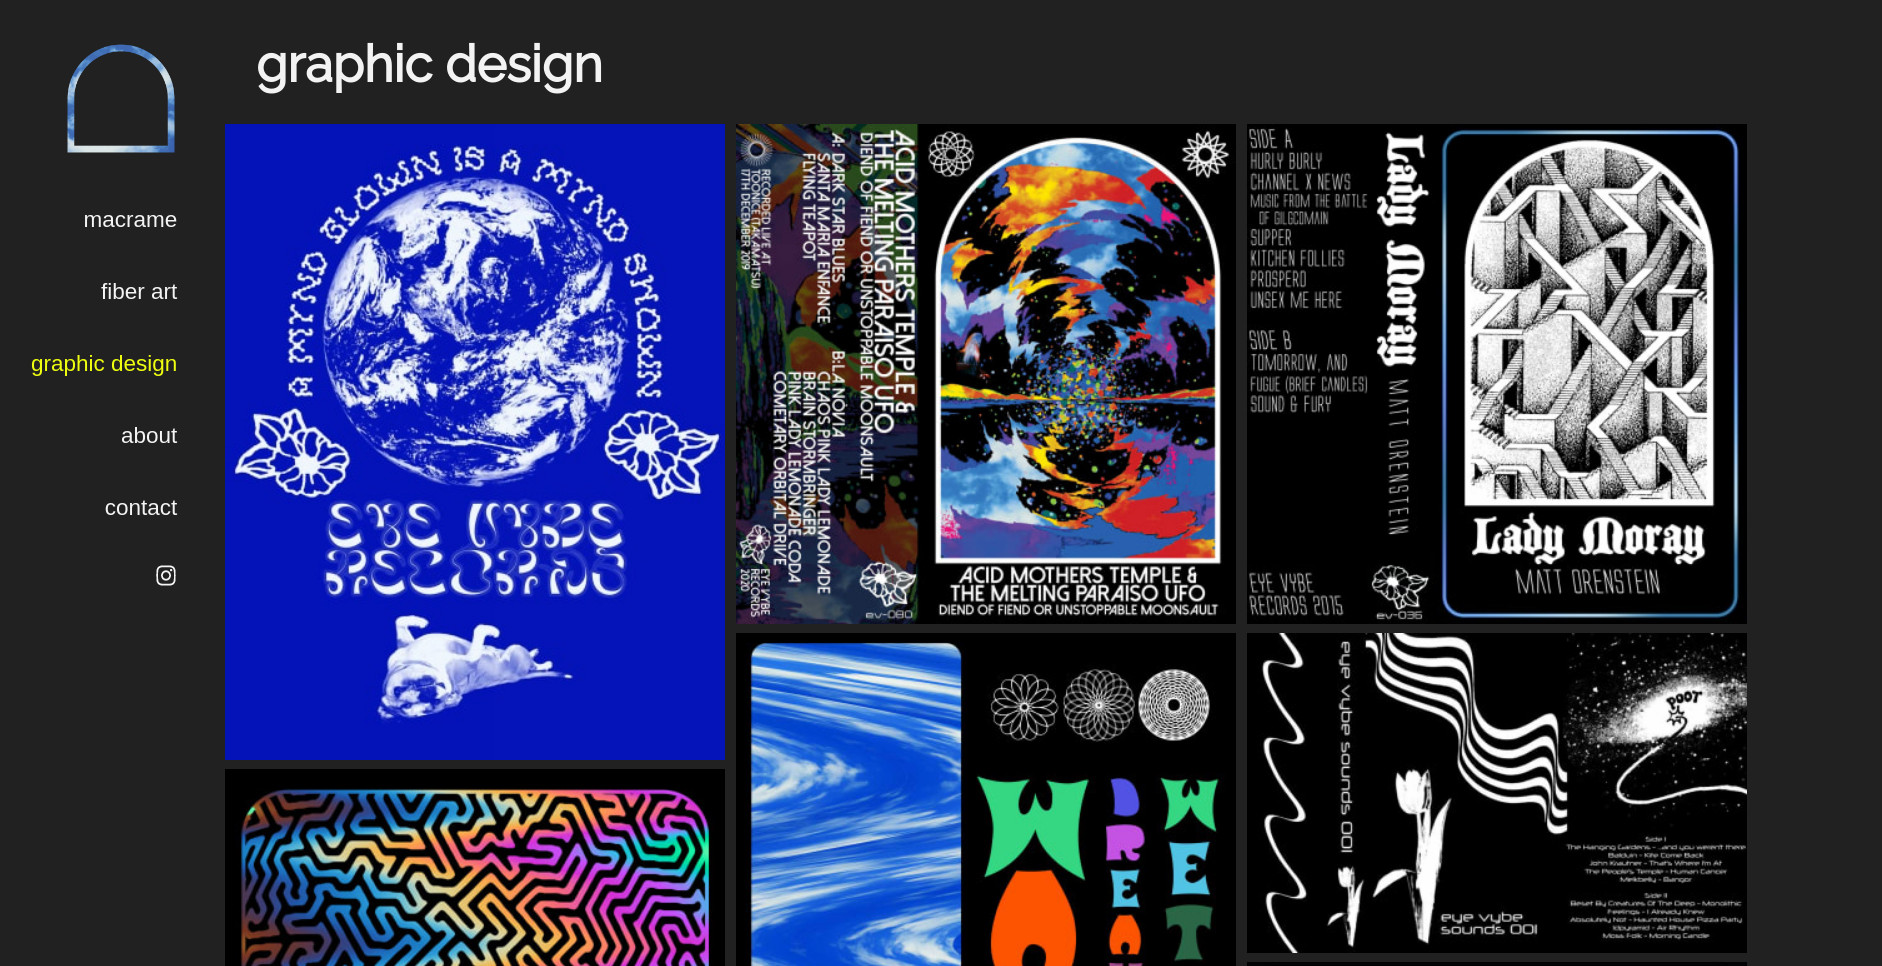 graphic design
macrame
fiber art
graphic design
about
contact
A MYND BLOWN IS A MYND SHOWN
EYE VYBE
RECORDS
ACID MOTHERS TEMPLE &
THE MELTING PARAISO UFO
DIEND OF FIEND OR UNSTOPPABLE MOONSAULT
A: DARK STAR BLUES
SANTA MARIA ENFANCE
FLYING TEAPOT
B: LA NOVIA
CHAOS PINK LADY LEMONADE
BRAIN STORMBRINGER
PINK LADY LEMONADE CODA
COMETARY ORBITAL DRIVE
RECORDED LIVE AT
TOONICE (TAKAMATSU)
17TH DECEMBER 2019
EYE VYBE
RECORDS
2020
ev-080
ACID MOTHERS TEMPLE &
THE MELTING PARAISO UFO
DIEND OF FIEND OR UNSTOPPABLE MOONSAULT
SIDE A
HURLY BURLY
CHANNEL X NEWS
MUSIC FROM THE BATTLE
OF GILGCOMAIN
SUPPER
KITCHEN FOLLIES
PROSPERO
UNSEX ME HERE
SIDE B
TOMORROW, AND
FUGUE (BRIEF CANDLES)
SOUND & FURY
EYE VYBE
RECORDS 2015
Lady Moray MATT ORENSTEIN
ev-036
Lady Moray
MATT ORENSTEIN
WET
eye vybe sounds 001
POOT
eye vybe
sounds 001
Side I
The Hanging Gardens - ...and you weren't there
Balduin - Kite Come Back
John Krautner - That's Where I'm At
The People's Temple - Human Cancer
Melkbelly - Bangor
Side II
Beset By Creatures Of The Deep - Monolithic
Feelings - I Already Knew
Absolutely Not - Haunted House Pizza Party
Idpyramid - Air Rhythm
Moss Folk - Morning Candle